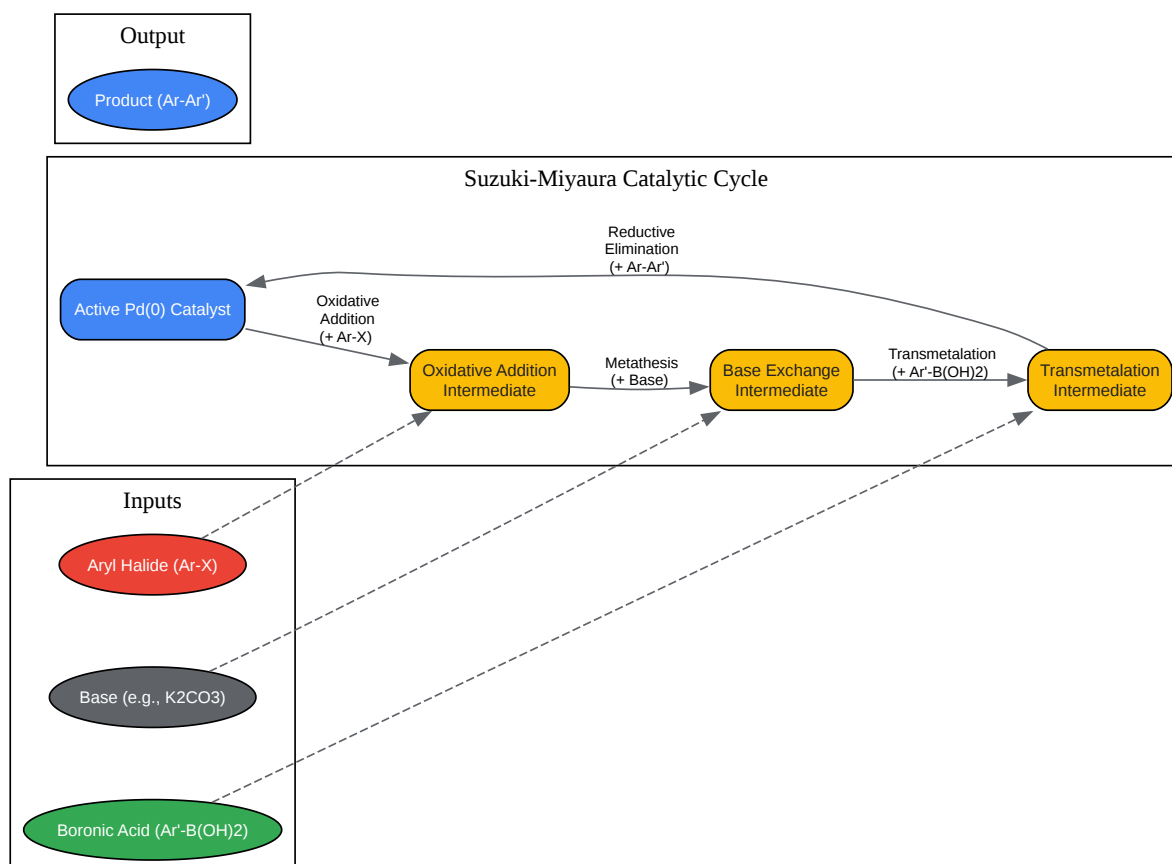 Output
Product (Ar-Ar')
Suzuki-Miyaura Catalytic Cycle
Reductive
Elimination
(+ Ar-Ar')
Active Pd(0) Catalyst
Oxidative
Addition
(+ Ar-X)
Oxidative Addition
Intermediate
Metathesis
(+ Base)
Base Exchange
Intermediate
Transmetalation
(+ Ar'-B(OH)2)
Transmetalation
Intermediate
Inputs
Aryl Halide (Ar-X)
Base (e.g., K2CO3)
Boronic Acid (Ar'-B(OH)2)